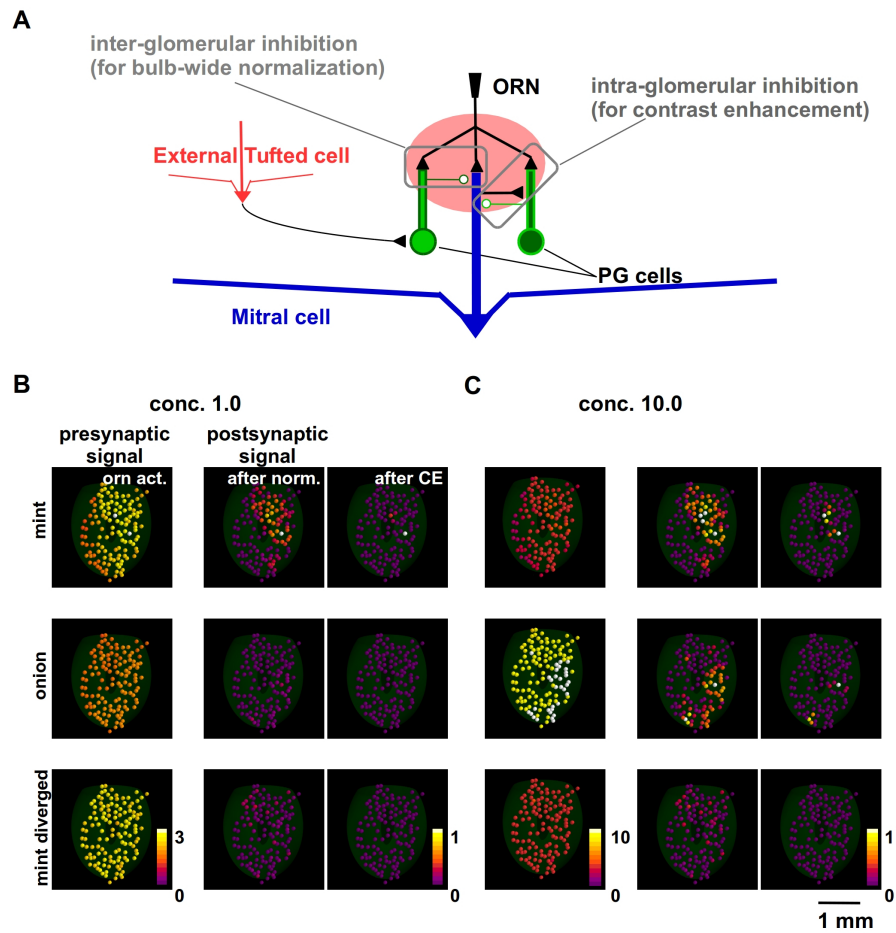 A
inter-glomerular inhibition
(for bulb-wide normalization)
ORN
intra-glomerular inhibition
(for contrast enhancement)
External Tufted cell
PG cells
Mitral cell
B
conc. 1.0
C
conc. 10.0
presynaptic
signal
orn act.
postsynaptic
signal
after norm.
after CE
mint
onion
mint diverged
3
0
1
0
10
0
1
0
1 mm